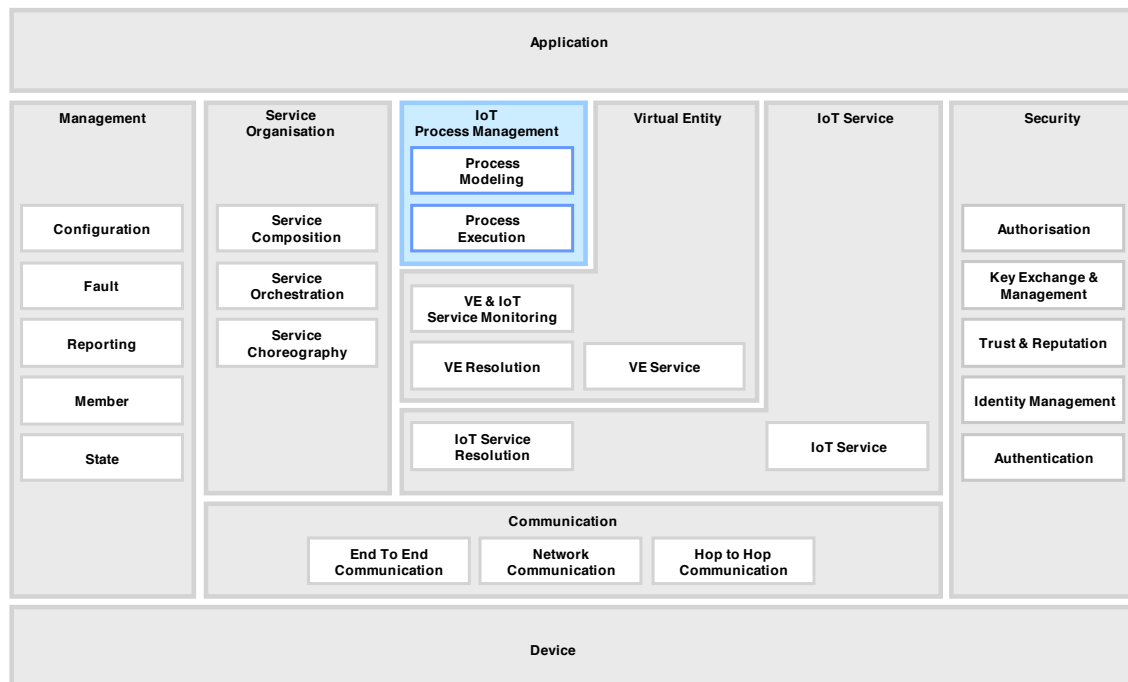 Application
Management
Configuration
Fault
Reporting
Member
State
Service
Organisation
Service
Composition
Service
Orchestration
Service
Choreography
IoT
Process Management
Process
Modeling
Process
Execution
Virtual Entity
VE & IoT
Service Monitoring
VE Resolution
VE Service
IoT Service
IoT Service
Resolution
IoT Service
Security
Authorisation
Key Exchange &
Management
Trust & Reputation
Identity Management
Authentication
Communication
End To End
Communication
Network
Communication
Hop to Hop
Communication
Device